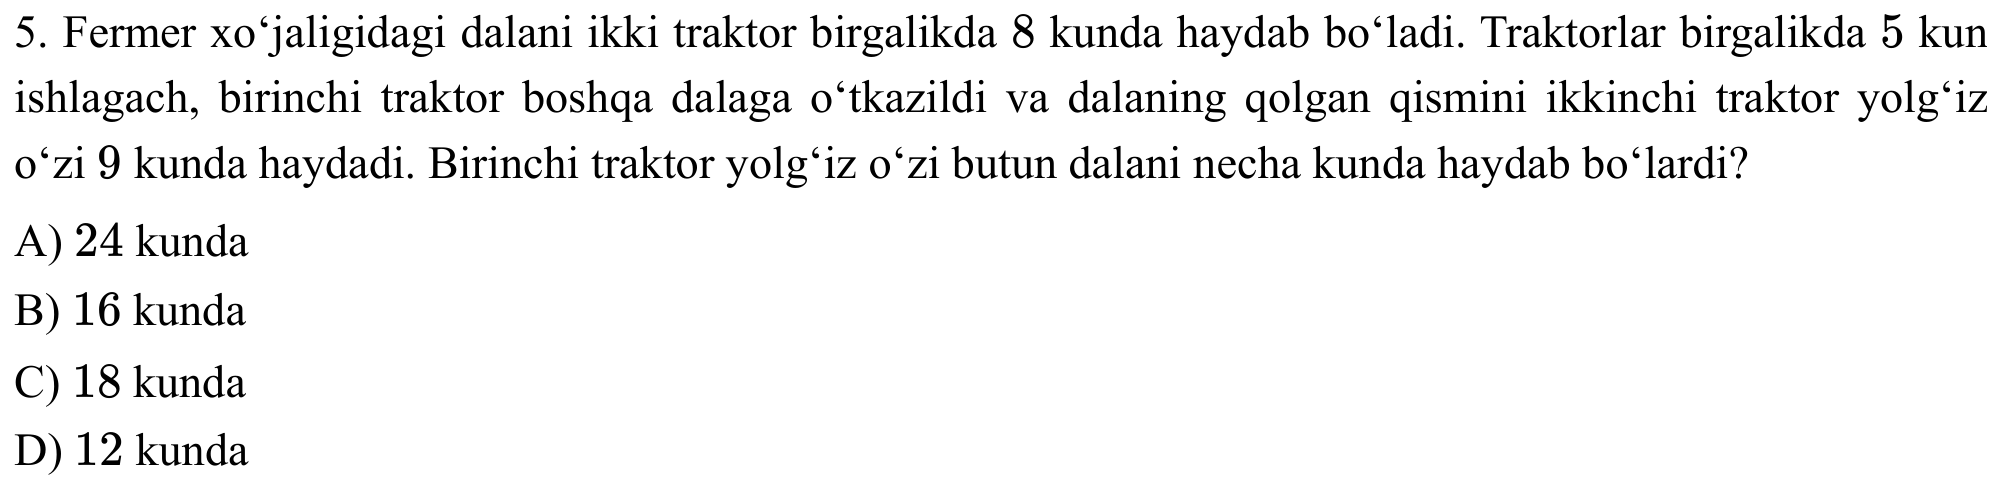 5. Fermer xo‘jaligidagi dalani ikki traktor birgalikda 8 kunda haydab bo‘ladi. Traktorlar birgalikda 5 kun
ishlagach, birinchi traktor boshqa dalaga o‘tkazildi va dalaning qolgan qismini ikkinchi traktor yolg‘iz
o‘zi 9 kunda haydadi. Birinchi traktor yolg‘iz o‘zi butun dalani necha kunda haydab bo‘lardi?
A) 24 kunda
B) 16 kunda
C) 18 kunda
D) 12 kunda